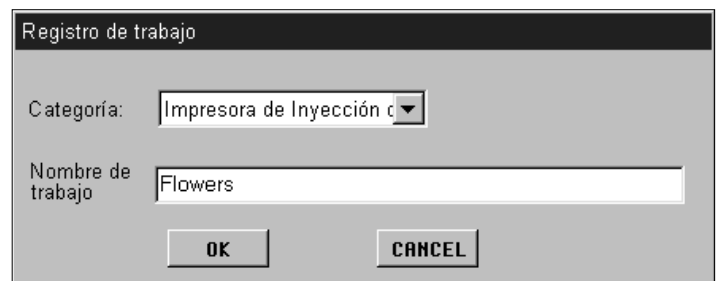 Registro de trabajo
Categoría: Impresora de Inyección
Nombre de
trabajo
Flowers
OK CANCEL